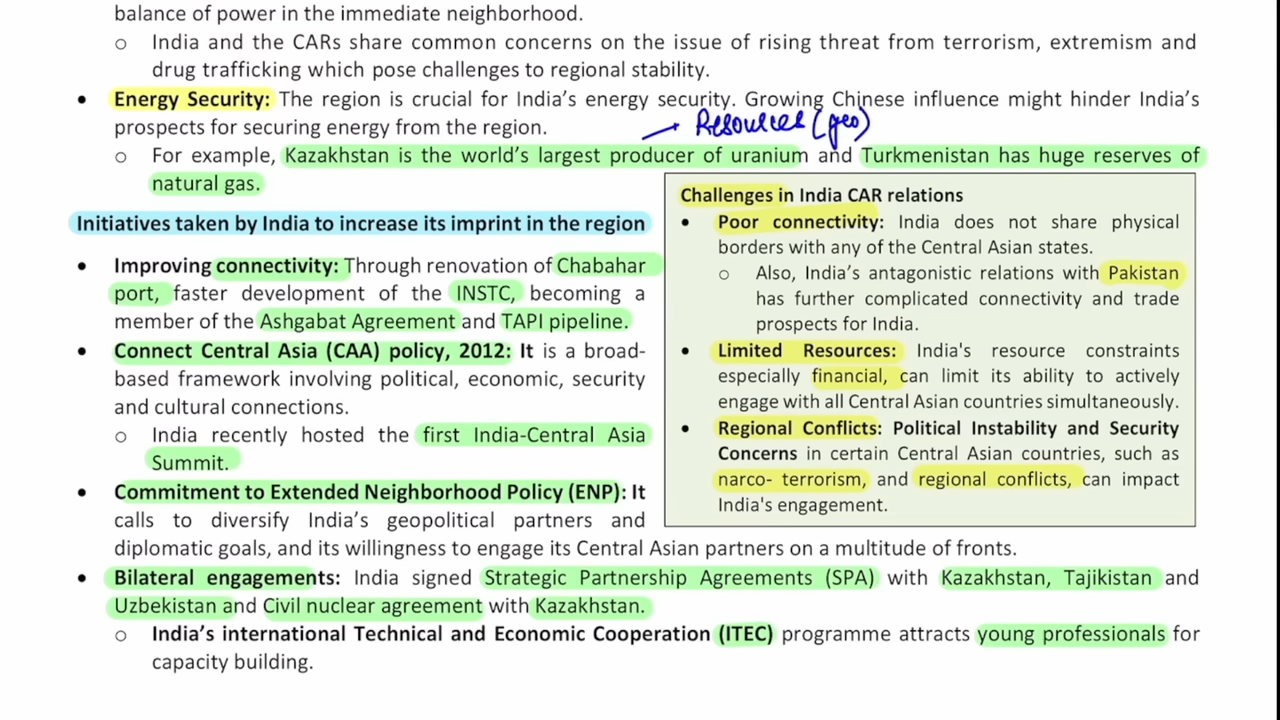 balance of power in the immediate neighborhood.
o India and the CARs share common concerns on the issue of rising threat from terrorism, extremism and
drug trafficking which pose challenges to regional stability.
• Energy Security: The region is crucial for India's energy security. Growing Chinese influence might hinder India's
prospects for securing energy from the region.
→ Resources (geo)
o For example, Kazakhstan is the world's largest producer of uranium and Turkmenistan has huge reserves of
natural gas.
Initiatives taken by India to increase its imprint in the region
• Improving connectivity: Through renovation of Chabahar
port, faster development of the INSTC, becoming a
member of the Ashgabat Agreement and TAPI pipeline.
• Connect Central Asia (CAA) policy, 2012: It is a broad-
based framework involving political, economic, security
and cultural connections.
o India recently hosted the first India-Central Asia
Summit.
• Commitment to Extended Neighborhood Policy (ENP): It
calls to diversify India's geopolitical partners and
diplomatic goals, and its willingness to engage its Central Asian partners on a multitude of fronts.
Challenges in India CAR relations
• Poor connectivity: India does not share physical
borders with any of the Central Asian states.
o Also, India's antagonistic relations with Pakistan
has further complicated connectivity and trade
prospects for India.
• Limited Resources: India's resource constraints
especially financial, can limit its ability to actively
engage with all Central Asian countries simultaneously.
• Regional Conflicts: Political Instability and Security
Concerns in certain Central Asian countries, such as
narco- terrorism, and regional conflicts, can impact
India's engagement.
• Bilateral engagements: India signed Strategic Partnership Agreements (SPA) with Kazakhstan, Tajikistan and
Uzbekistan and Civil nuclear agreement with Kazakhstan.
o India's international Technical and Economic Cooperation (ITEC) programme attracts young professionals for
capacity building.